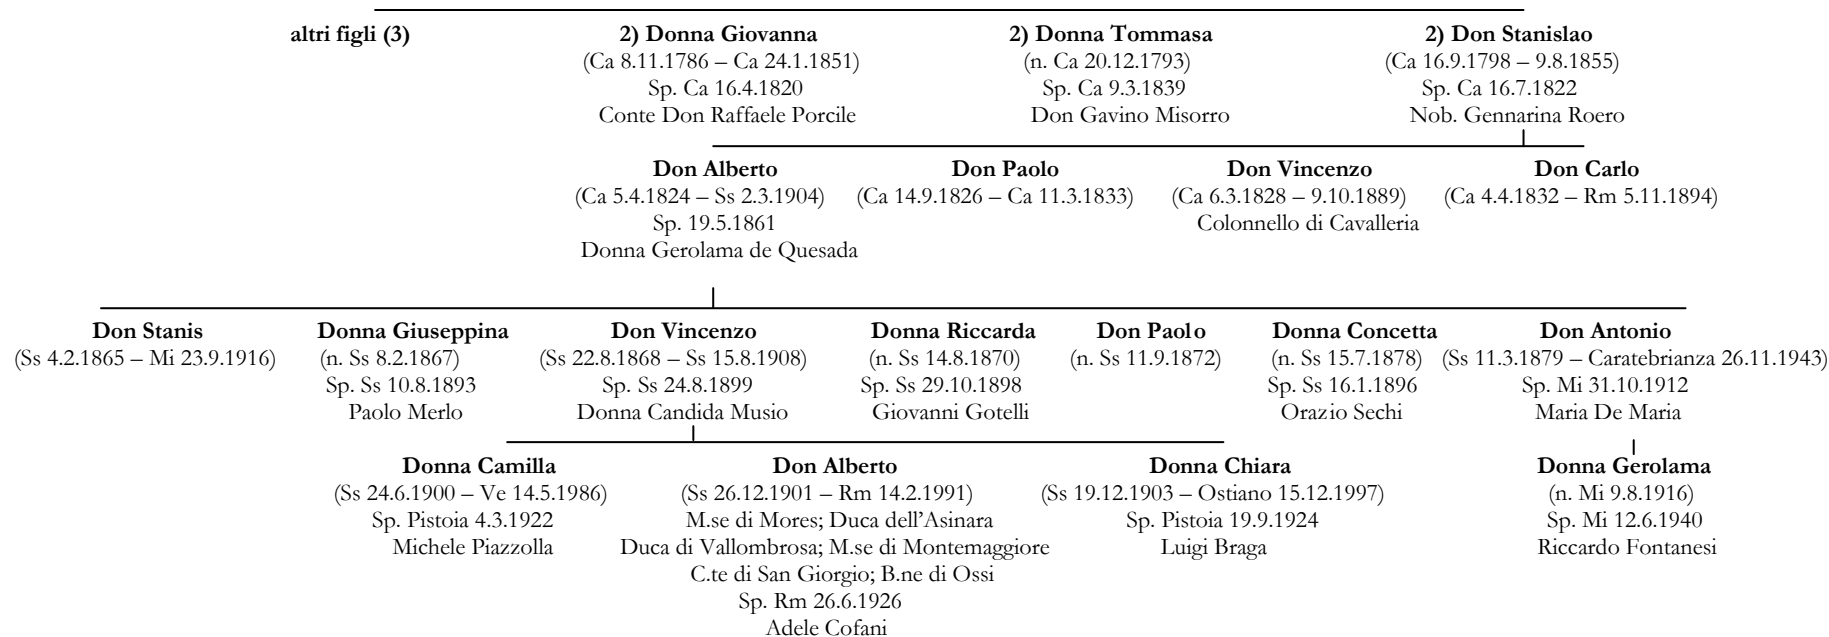 altri figli (3)
2) Donna Giovanna
(Ca 8.11.1786 – Ca 24.1.1851)
Sp. Ca 16.4.1820
Conte Don Raffaele Porcile
2) Donna Tommasa
(n. Ca 20.12.1793)
Sp. Ca 9.3.1839
Don Gavino Misorro
2) Don Stanislao
(Ca 16.9.1798 – 9.8.1855)
Sp. Ca 16.7.1822
Nob. Gennarina Roero
Don Alberto
(Ca 5.4.1824 – Ss 2.3.1904)
Sp. 19.5.1861
Donna Gerolama de Quesada
Don Paolo
(Ca 14.9.1826 – Ca 11.3.1833)
Don Vincenzo
(Ca 6.3.1828 – 9.10.1889)
Colonnello di Cavalleria
Don Carlo
(Ca 4.4.1832 – Rm 5.11.1894)
Don Stanis
(Ss 4.2.1865 – Mi 23.9.1916)
Donna Giuseppina
(n. Ss 8.2.1867)
Sp. Ss 10.8.1893
Paolo Merlo
Don Vincenzo
(Ss 22.8.1868 – Ss 15.8.1908)
Sp. Ss 24.8.1899
Donna Candida Musio
Donna Riccarda
(n. Ss 14.8.1870)
Sp. Ss 29.10.1898
Giovanni Gotelli
Don Paolo
(n. Ss 11.9.1872)
Donna Concetta
(n. Ss 15.7.1878)
Sp. Ss 16.1.1896
Orazio Sechi
Don Antonio
(Ss 11.3.1879 – Caratebrianza 26.11.1943)
Sp. Mi 31.10.1912
Maria De Maria
Donna Camilla
(Ss 24.6.1900 – Ve 14.5.1986)
Sp. Pistoia 4.3.1922
Michele Piazzolla
Don Alberto
(Ss 26.12.1901 – Rm 14.2.1991)
M.se di Mores; Duca dell'Asinara
Duca di Vallombrosa; M.se di Montemaggiore
C.te di San Giorgio; B.ne di Ossi
Sp. Rm 26.6.1926
Adele Cofani
Donna Chiara
(Ss 19.12.1903 – Ostiano 15.12.1997)
Sp. Pistoia 19.9.1924
Luigi Braga
Donna Gerolama
(n. Mi 9.8.1916)
Sp. Mi 12.6.1940
Riccardo Fontanesi